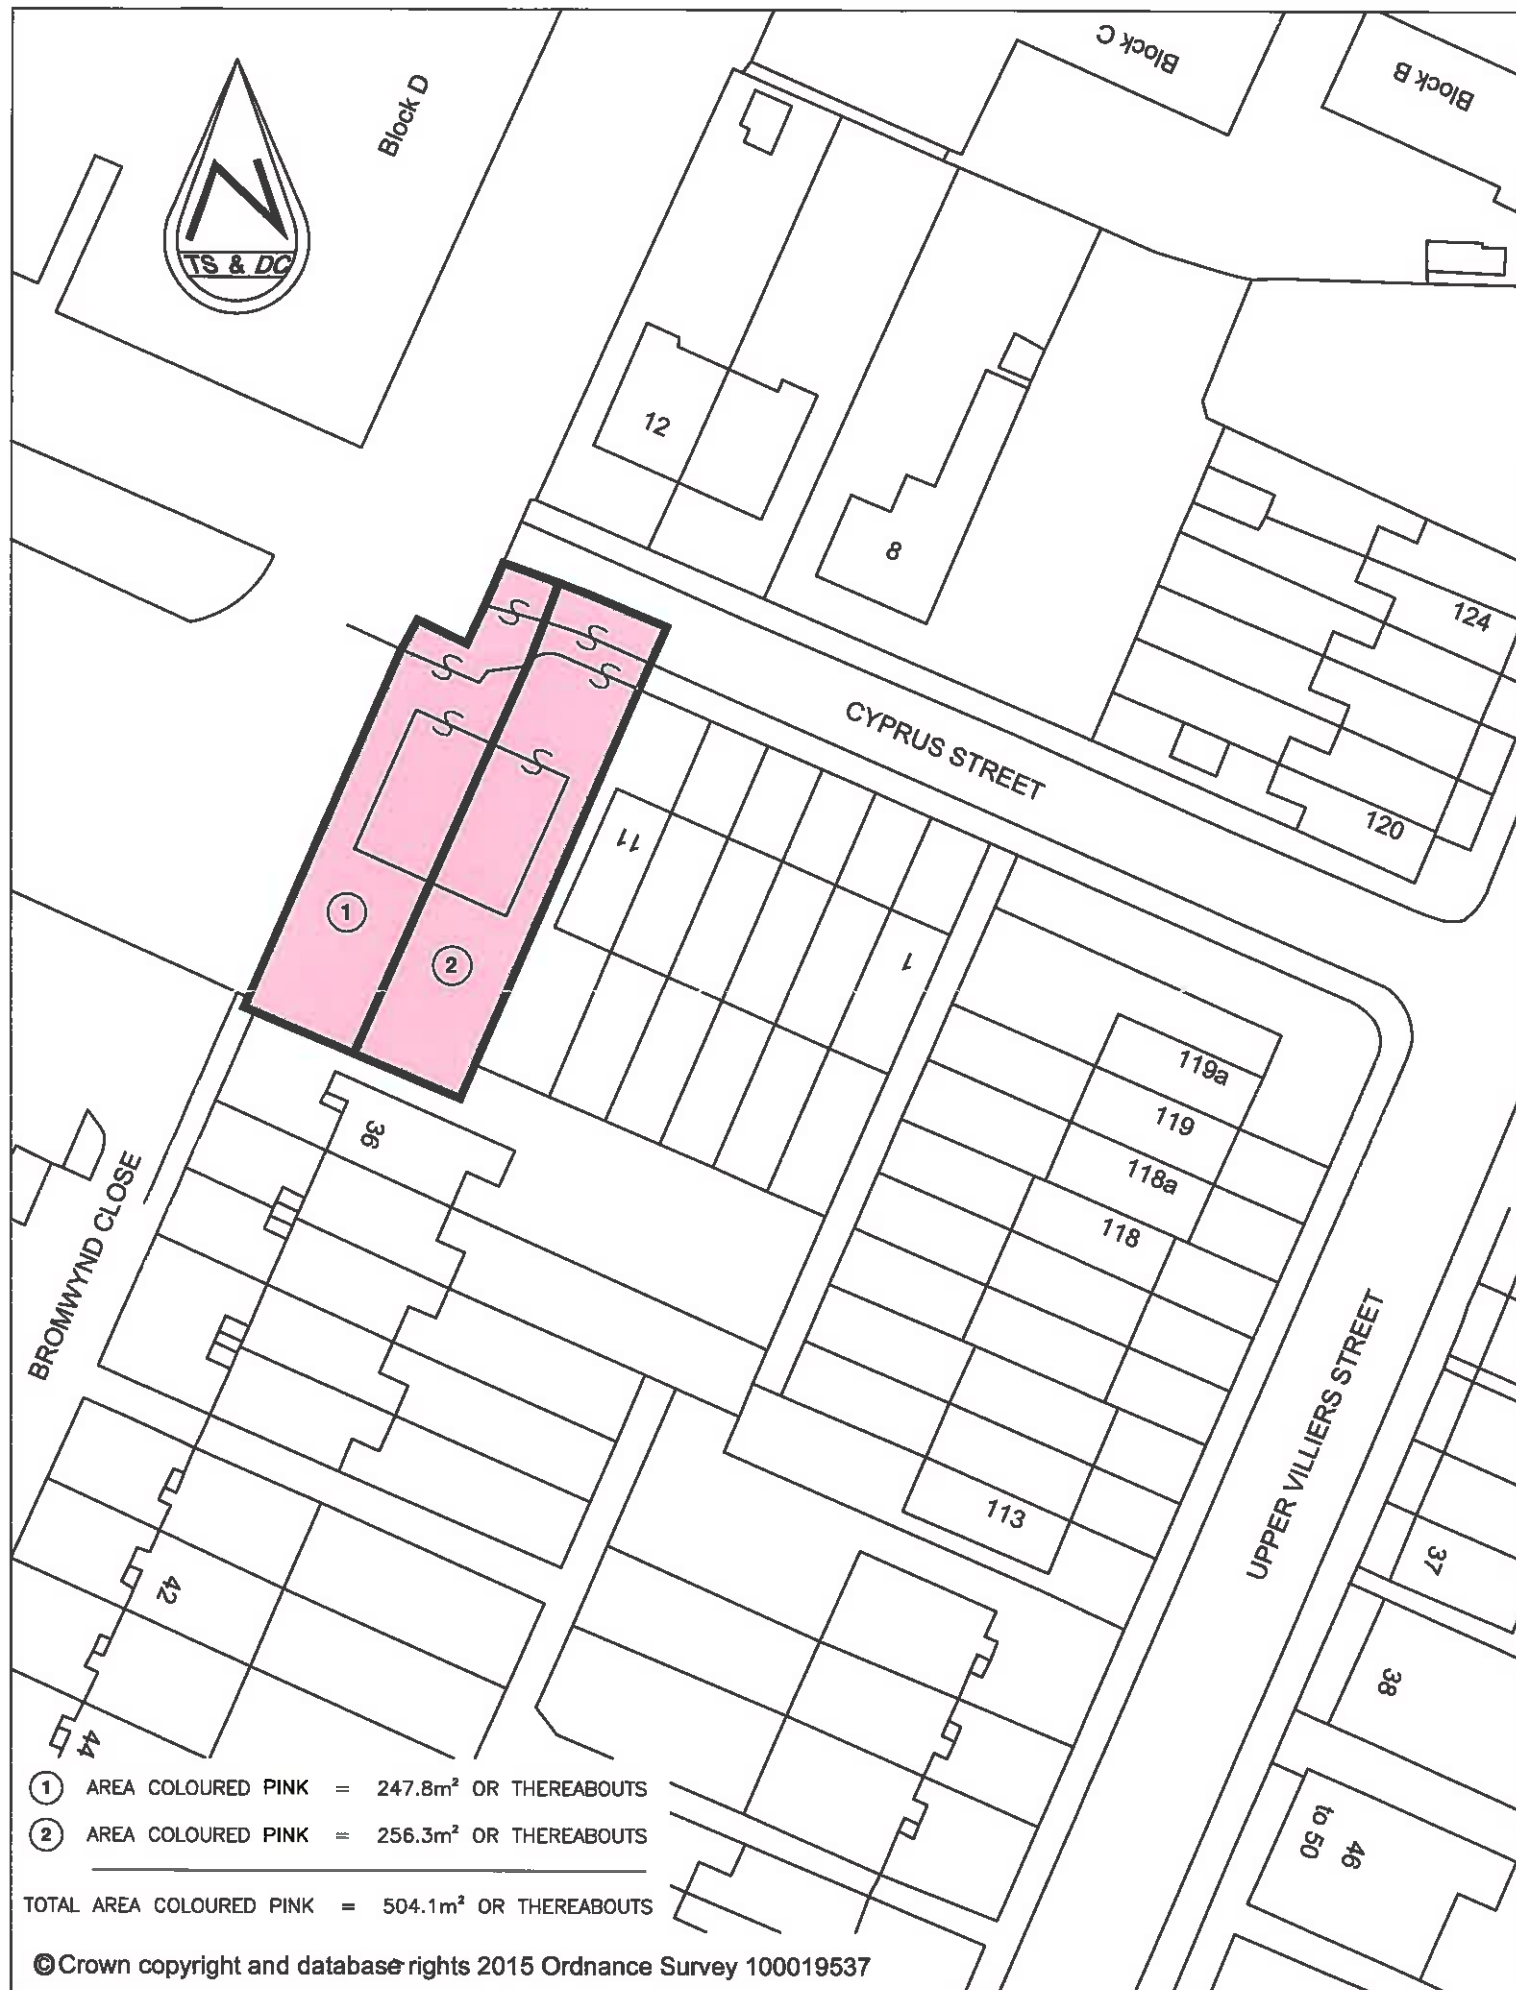 Block D
Block C
Block B
N
TS & DC
12
8
124
CYPRUS STREET
120
11
1
1
2
119a
119
118a
118
36
BROMWYND CLOSE
UPPER VILLIERS STREET
113
37
42
38
44
46
to 50
1 AREA COLOURED PINK = 247.8m² OR THEREABOUTS
2 AREA COLOURED PINK = 256.3m² OR THEREABOUTS
TOTAL AREA COLOURED PINK = 504.1m² OR THEREABOUTS
© Crown copyright and database rights 2015 Ordnance Survey 100019537